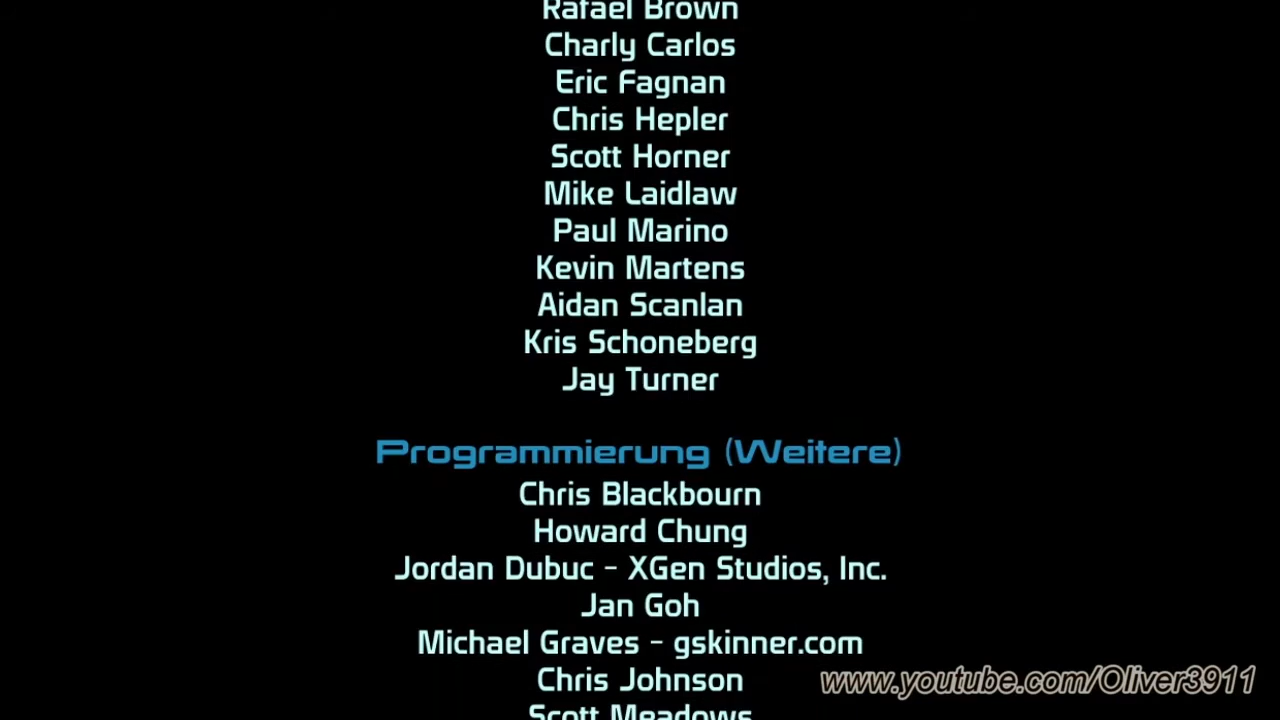 Rafael Brown
Charly Carlos
Eric Fagnan
Chris Hepler
Scott Horner
Mike Laidlaw
Paul Marino
Kevin Martens
Aidan Scanlan
Kris Schoneberg
Jay Turner
Programmierung (Weitere)
Chris Blackbourn
Howard Chung
Jordan Dubuc - XGen Studios, Inc.
Jan Goh
Michael Graves - gskinner.com
Chris Johnson
www.youtube.com/Oliver3911
Scott Meadows